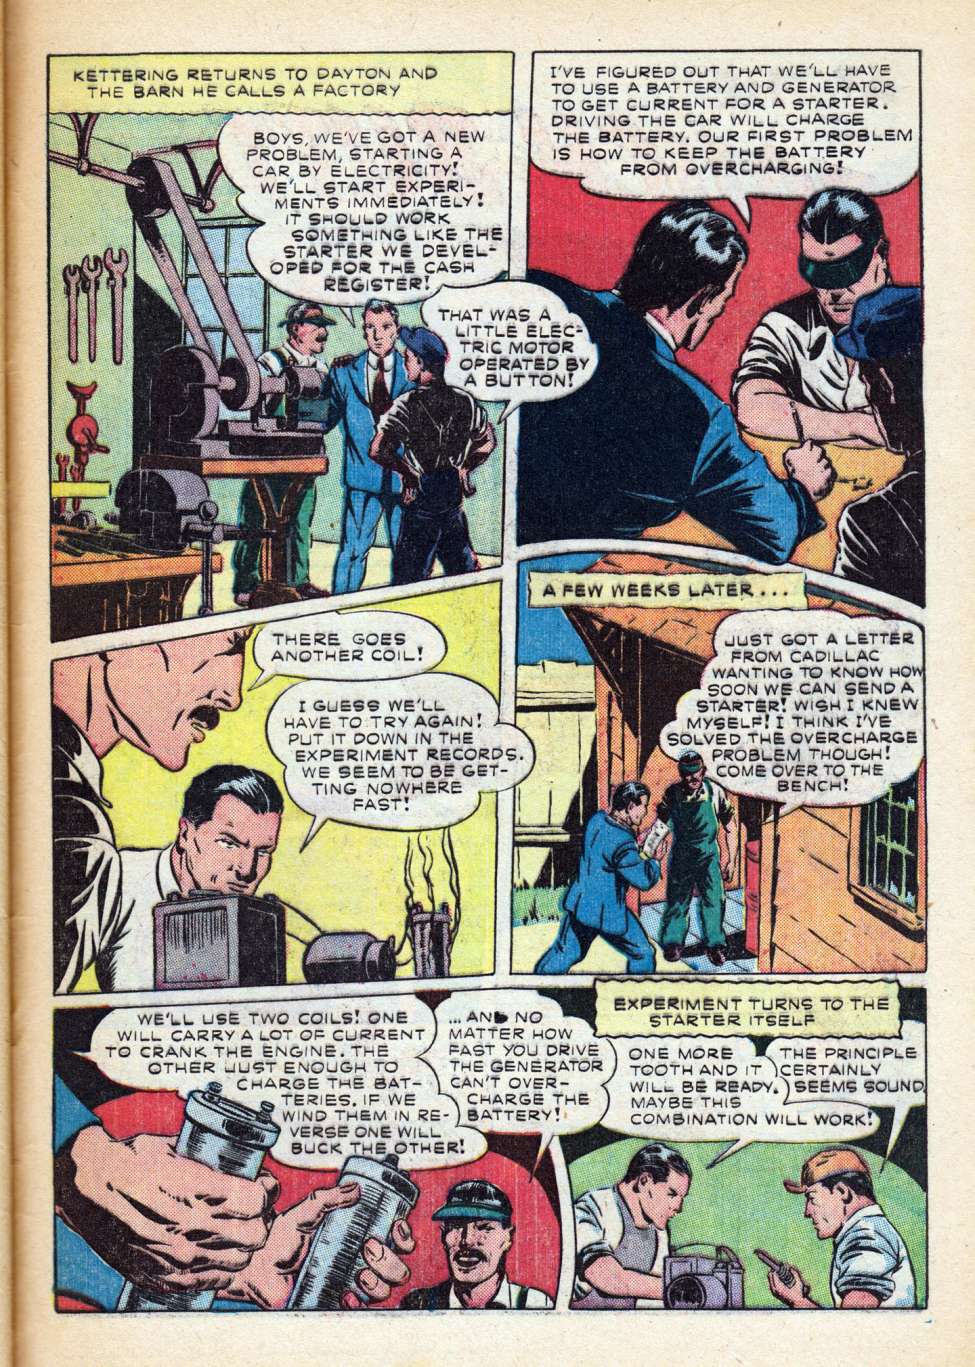 KETTERING RETURNS TO DAYTON AND
THE BARN HE CALLS A FACTORY
BOYS, WE'VE GOT A NEW
PROBLEM, STARTING A
CAR BY ELECTRICITY!
WE'LL START EXPERI-
MENTS IMMEDIATELY!
IT SHOULD WORK
SOMETHING LIKE THE
STARTER WE DEVEL-
OPED FOR THE CASH
REGISTER!
THAT WAS A
LITTLE ELEC-
TRIC MOTOR
OPERATED BY
A BUTTON!
I'VE FIGURED OUT THAT WE'LL HAVE
TO USE A BATTERY AND GENERATOR
TO GET CURRENT FOR A STARTER.
DRIVING THE CAR WILL CHARGE
THE BATTERY. OUR FIRST PROBLEM
IS HOW TO KEEP THE BATTERY
FROM OVERCHARGING!
THERE GOES
ANOTHER COIL!
I GUESS WE'LL
HAVE TO TRY AGAIN!
PUT IT DOWN IN THE
EXPERIMENT RECORDS.
WE SEEM TO BE GET-
TING NOWHERE
FAST!
A FEW WEEKS LATER...
JUST GOT A LETTER
FROM CADILLAC
WANTING TO KNOW HOW
SOON WE CAN SEND A
STARTER! WISH I KNEW
MYSELF! I THINK I'VE
SOLVED THE OVERCHARGE
PROBLEM THOUGH!
COME OVER TO THE
BENCH!
WE'LL USE TWO COILS! ONE
WILL CARRY A LOT OF CURRENT
TO CRANK THE ENGINE. THE
OTHER JUST ENOUGH TO
CHARGE THE BAT-
TERIES. IF WE
WIND THEM IN RE-
VERSE ONE WILL
BUCK THE OTHER!
...AND NO
MATTER HOW
FAST YOU DRIVE
THE GENERATOR
CAN'T OVER-
CHARGE THE
BATTERY!
EXPERIMENT TURNS TO THE
STARTER ITSELF
ONE MORE
TOOTH AND IT
WILL BE READY.
MAYBE THIS
COMBINATION WILL WORK!
THE PRINCIPLE
CERTAINLY
SEEMS SOUND.